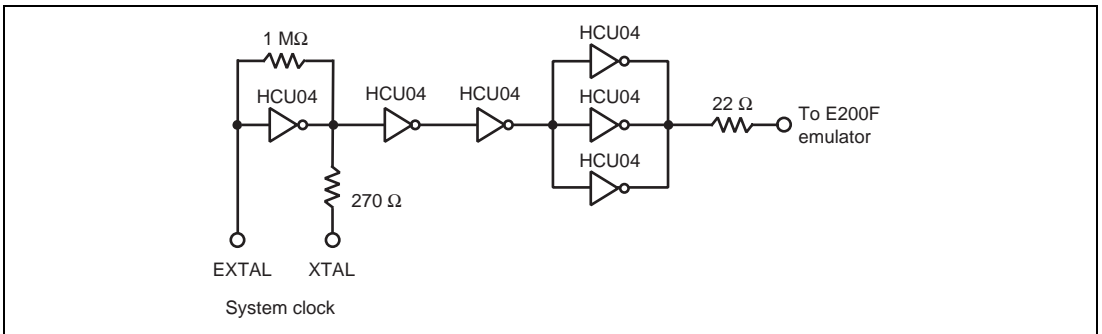 HCU04
1 MΩ
HCU04
HCU04
HCU04
HCU04
22 Ω
To E200F
emulator
HCU04
270 Ω
EXTAL
XTAL
System clock